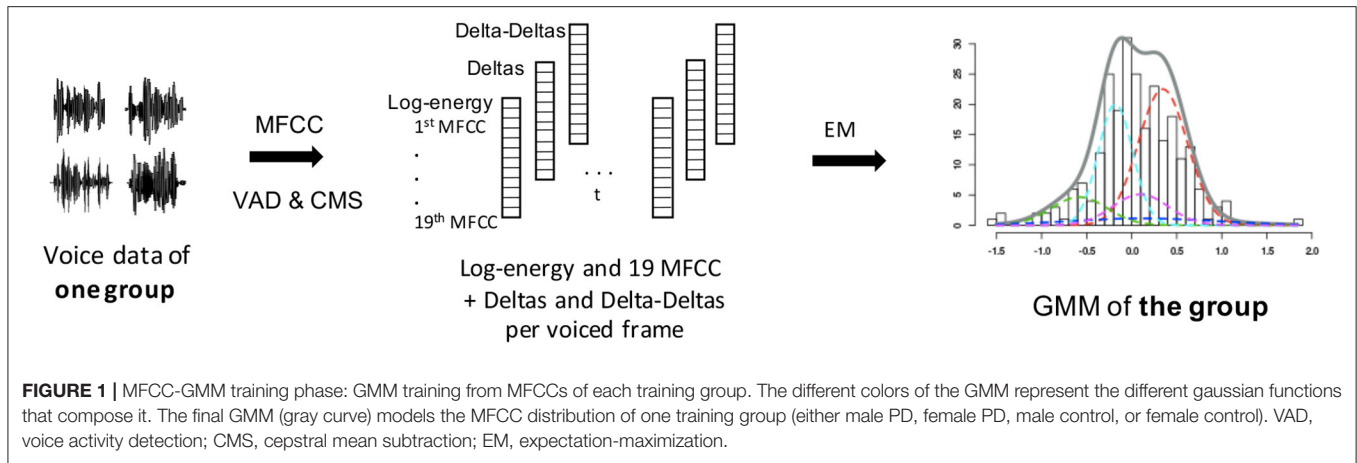 Voice data of
one group
MFCC
VAD & CMS
Delta-Deltas
Deltas
Log-energy
1st MFCC
.
.
.
19th MFCC
. . .
t
Log-energy and 19 MFCC
+ Deltas and Delta-Deltas
per voiced frame
EM
30
25
20
15
10
5
0
-1.5 -1.0 -0.5 0.0 0.5 1.0 1.5 2.0
GMM of the group
FIGURE 1 | MFCC-GMM training phase: GMM training from MFCCs of each training group. The different colors of the GMM represent the different gaussian functions
that compose it. The final GMM (gray curve) models the MFCC distribution of one training group (either male PD, female PD, male control, or female control). VAD,
voice activity detection; CMS, cepstral mean subtraction; EM, expectation-maximization.